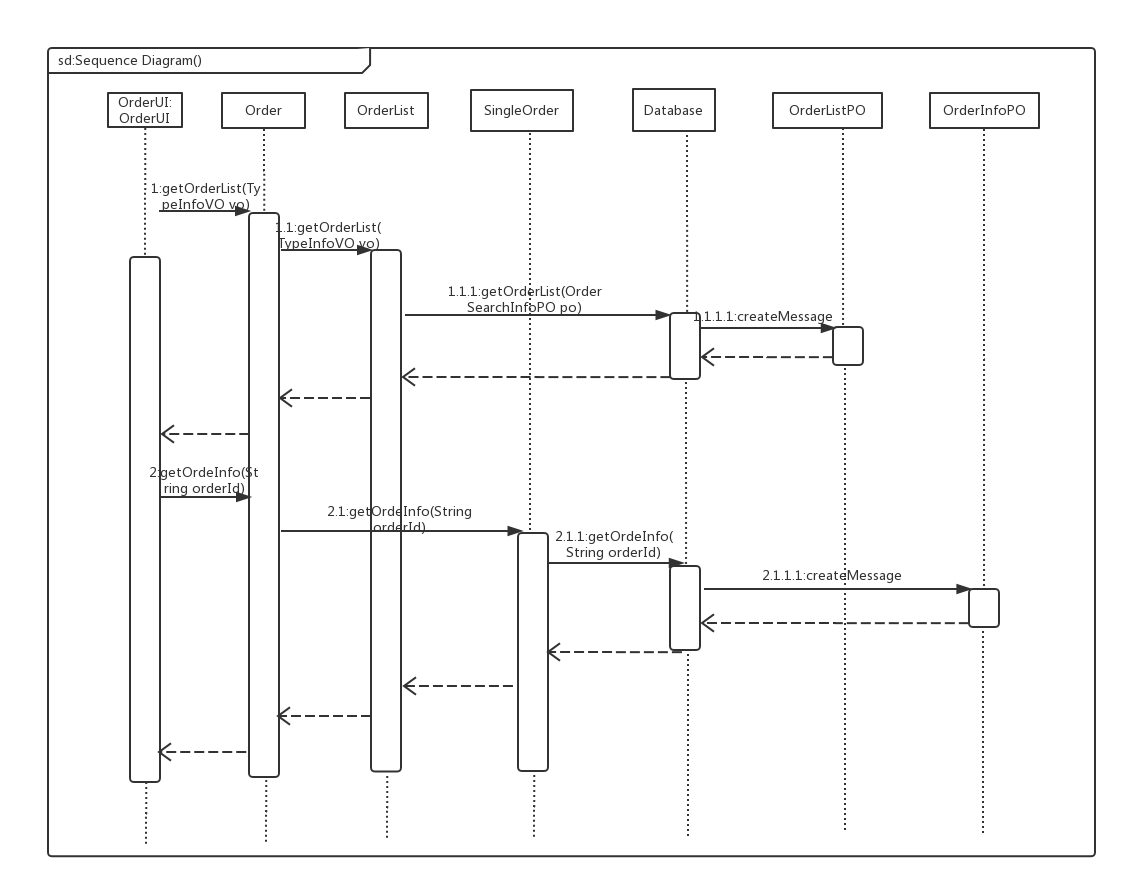 sd:Sequence Diagram()
OrderUI:
OrderUI
Order
OrderList
SingleOrder
Database
OrderListPO
OrderInfoPO
1:getOrderList(Ty
peInfoVO vo)
1.1:getOrderList(
TypeInfoVO vo)
1.1.1:getOrderList(Order
SearchInfoPO po)
1.1.1.1:createMessage
2:getOrdeInfo(St
ring orderId)
2.1:getOrdeInfo(String
orderId)
2.1.1:getOrdeInfo(
String orderId)
2.1.1.1:createMessage